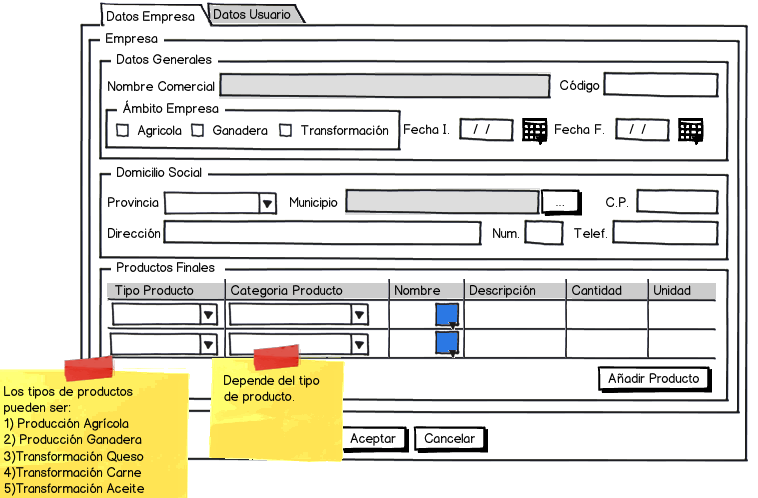 Datos Empresa
Datos Usuario
Empresa
Datos Generales
Nombre Comercial
Código
Ámbito Empresa
Agricola
Ganadera
Transformación
Fecha I.
/ /
Fecha F.
/ /
Domicilio Social
Provincia
Municipio
...
C.P.
Dirección
Num.
Telef.
Productos Finales
Tipo Producto
Categoria Producto
Nombre
Descripción
Cantidad
Unidad
Añadir Producto
Los tipos de productos
pueden ser:
1) Producción Agrícola
2) Producción Ganadera
3)Transformación Queso
4)Transformación Carne
5)Transformación Aceite
Depende del tipo
de producto.
Aceptar
Cancelar